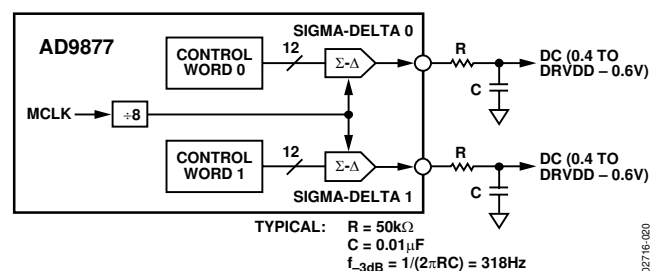 AD9877
SIGMA-DELTA 0
CONTROL
WORD 0
12
Σ-Δ
R
C
DC (0.4 TO
DRVDD – 0.6V)
MCLK
÷8
CONTROL
WORD 1
12
Σ-Δ
SIGMA-DELTA 1
R
C
DC (0.4 TO
DRVDD – 0.6V)
TYPICAL: R = 50kΩ
C = 0.01μF
f–3dB = 1/(2πRC) = 318Hz
02716-020